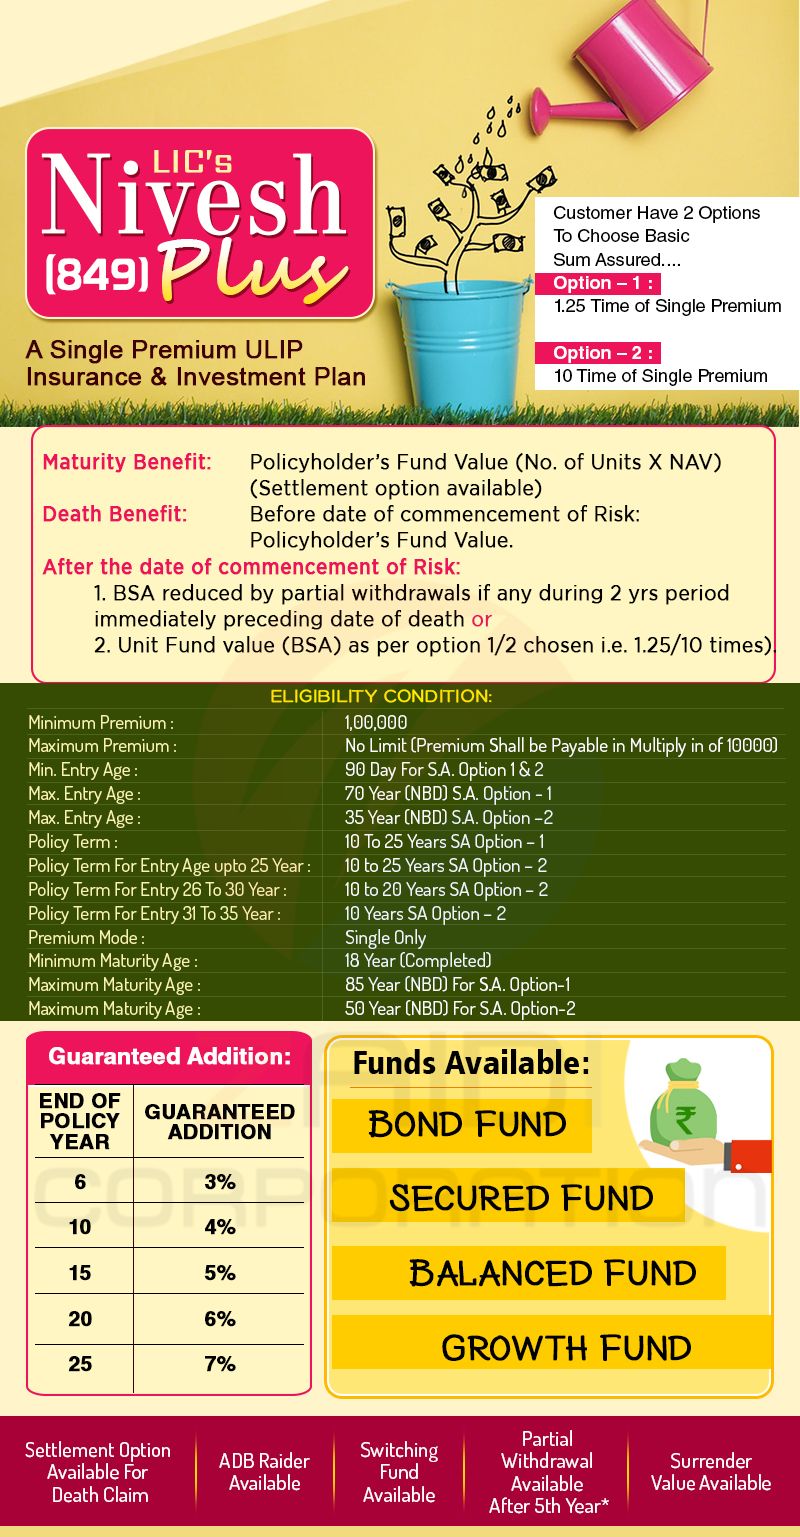 LIC's
Nivesh
(849) Plus
A Single Premium ULIP
Insurance & Investment Plan
Customer Have 2 Options
To Choose Basic
Sum Assured....
Option – 1 :
1.25 Time of Single Premium
Option – 2 :
10 Time of Single Premium
Maturity Benefit: Policyholder's Fund Value (No. of Units X NAV)
(Settlement option available)
Death Benefit: Before date of commencement of Risk:
Policyholder's Fund Value.
After the date of commencement of Risk:
1. BSA reduced by partial withdrawals if any during 2 yrs period
immediately preceding date of death or
2. Unit Fund value (BSA) as per option 1/2 chosen i.e. 1.25/10 times).
ELIGIBILITY CONDITION:
Minimum Premium : 1,00,000
Maximum Premium : No Limit (Premium Shall be Payable in Multiply in of 10000)
Min. Entry Age : 90 Day For S.A. Option 1 & 2
Max. Entry Age : 70 Year (NBD) S.A. Option - 1
Max. Entry Age : 35 Year (NBD) S.A. Option –2
Policy Term : 10 To 25 Years SA Option – 1
Policy Term For Entry Age upto 25 Year : 10 to 25 Years SA Option – 2
Policy Term For Entry 26 To 30 Year : 10 to 20 Years SA Option – 2
Policy Term For Entry 31 To 35 Year : 10 Years SA Option – 2
Premium Mode : Single Only
Minimum Maturity Age : 18 Year (Completed)
Maximum Maturity Age : 85 Year (NBD) For S.A. Option-1
Maximum Maturity Age : 50 Year (NBD) For S.A. Option-2
Guaranteed Addition:
END OF POLICY YEAR GUARANTEED ADDITION
6 3%
10 4%
15 5%
20 6%
25 7%
Funds Available:
BOND FUND
₹
SECURED FUND
BALANCED FUND
GROWTH FUND
Settlement Option
Available For
Death Claim
ADB Raider
Available
Switching
Fund
Available
Partial
Withdrawal
Available
After 5th Year*
Surrender
Value Available
CORPORATION